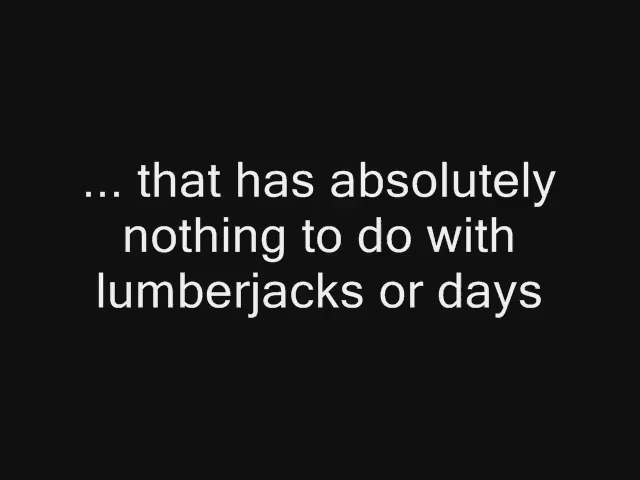 ... that has absolutely
nothing to do with
lumberjacks or days